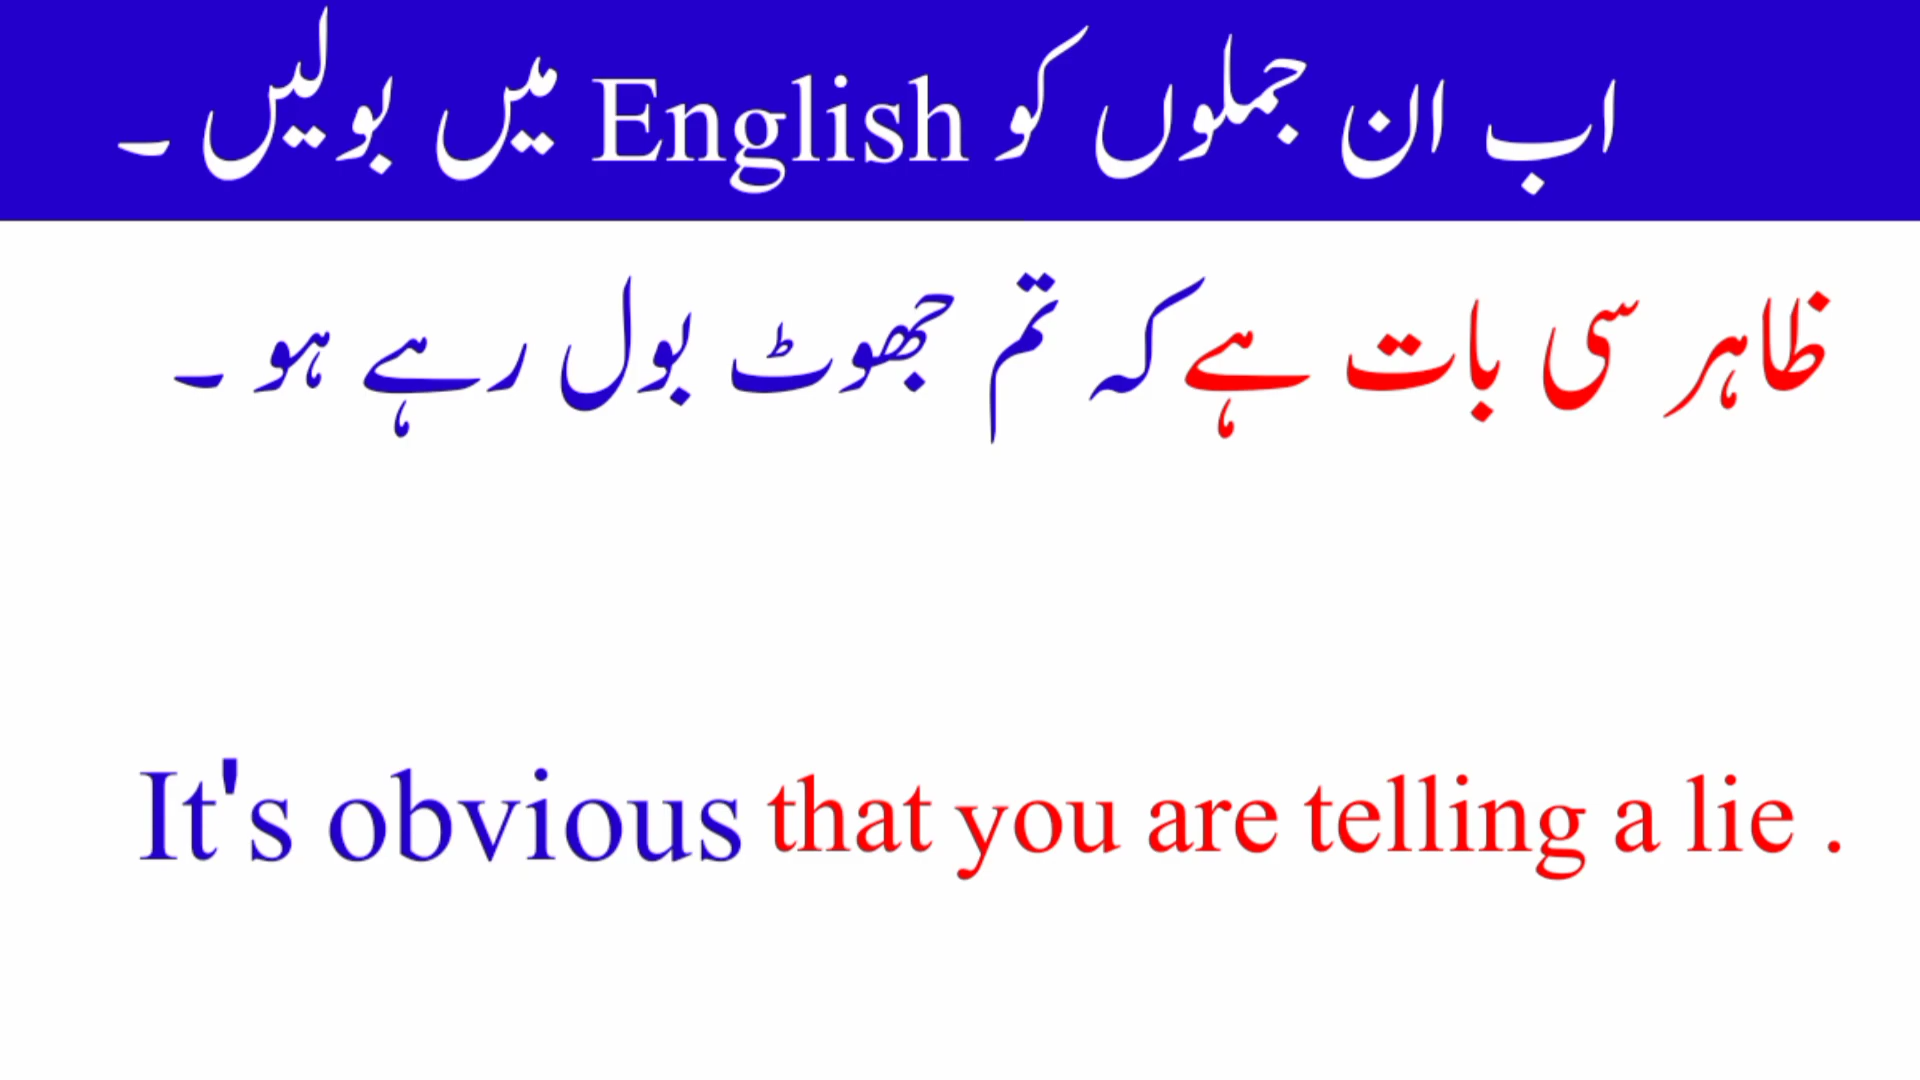 اب ان جملوں کو English میں بولیں ۔
ظاہر سی بات ہے کہ تم جھوٹ بول رہے ہو ۔
It's obvious that you are telling a lie .